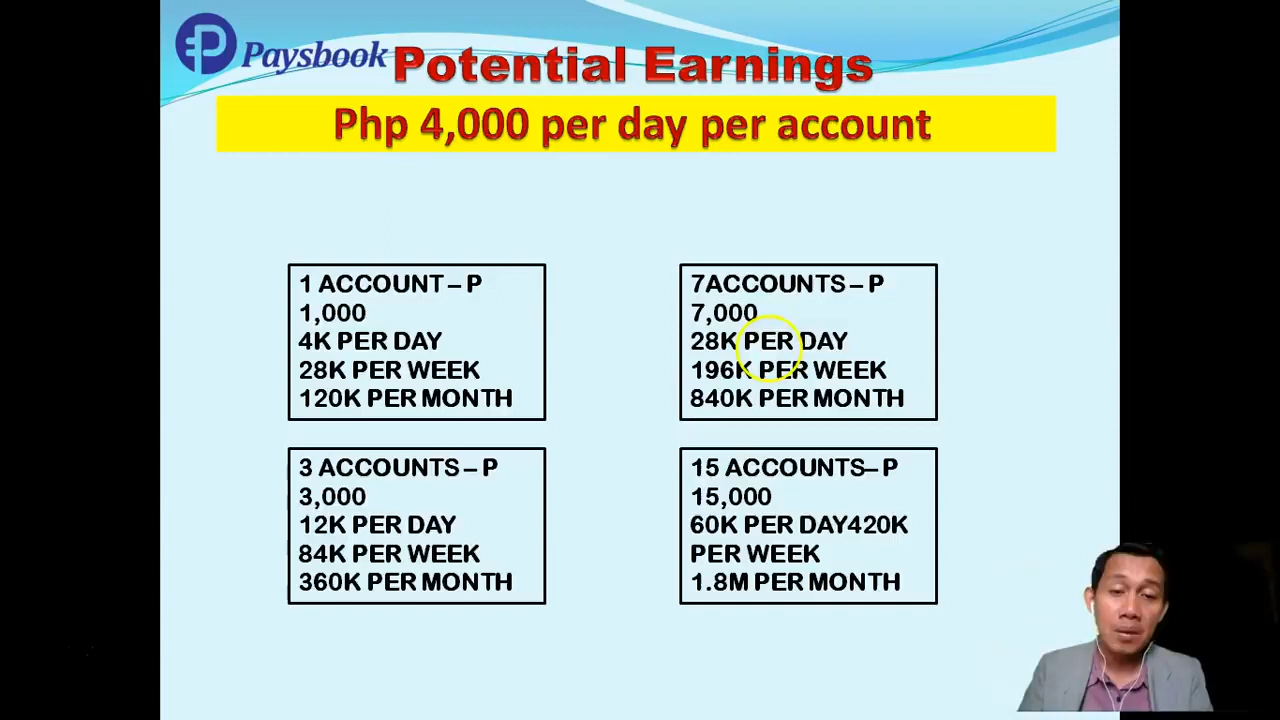 Paysbook
Potential Earnings
Php 4,000 per day per account
1 ACCOUNT – P
1,000
4K PER DAY
28K PER WEEK
120K PER MONTH
7ACCOUNTS – P
7,000
28K PER DAY
196K PER WEEK
840K PER MONTH
3 ACCOUNTS – P
3,000
12K PER DAY
84K PER WEEK
360K PER MONTH
15 ACCOUNTS– P
15,000
60K PER DAY420K
PER WEEK
1.8M PER MONTH